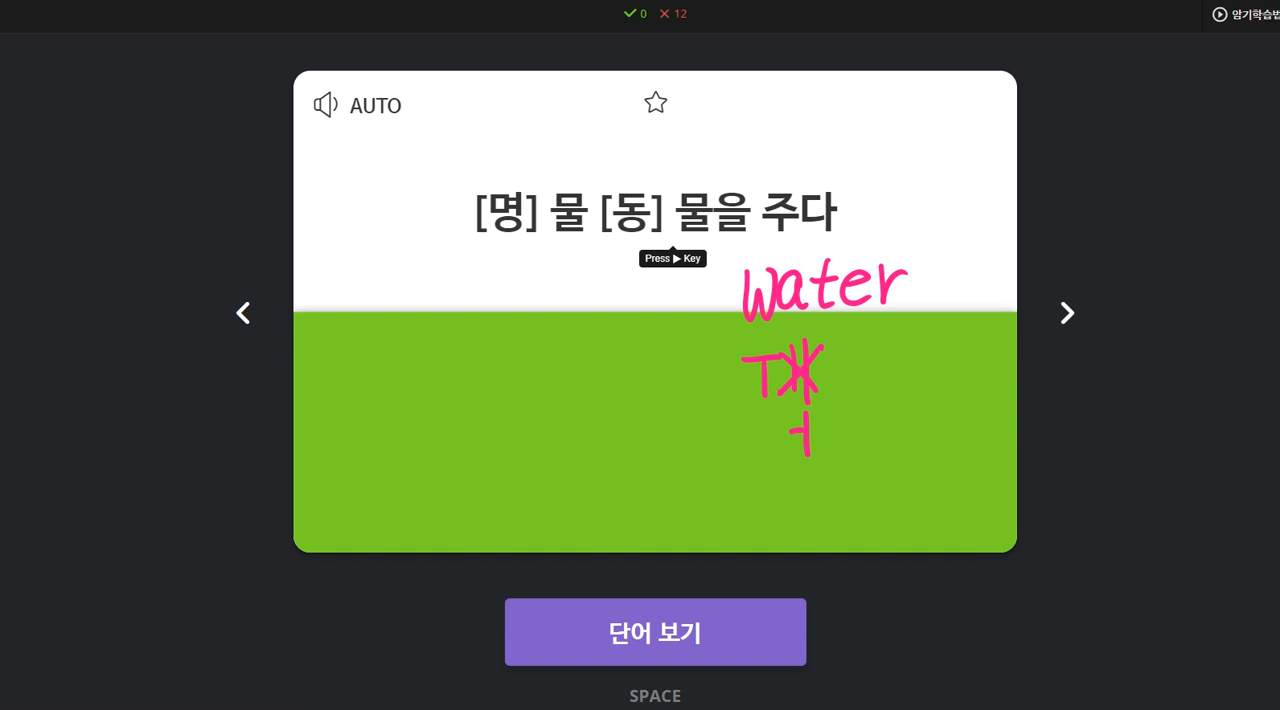 0 12
암기학습법
AUTO
[명] 물 [동] 물을 주다
Press ▶ Key
water
단어 보기
SPACE